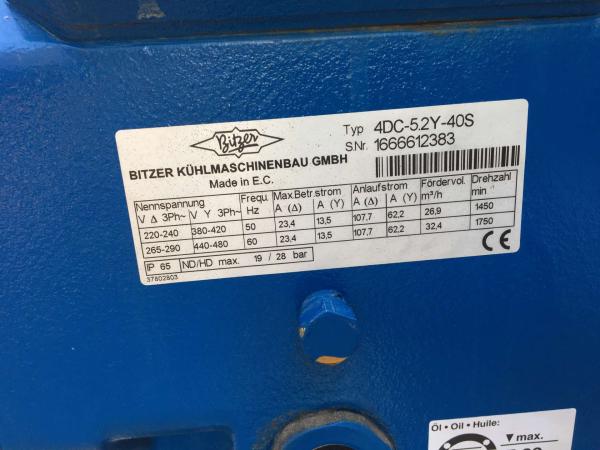 Bitzer
Typ 4DC-5.2Y-40S
S.Nr. 1666612383
BITZER KÜHLMASCHINENBAU GMBH
Made in E.C.
Nennspannung Frequ. Max.Betr.strom Anlaufstrom Fördervol. Drehzahl
V Δ 3Ph~ V Y 3Ph~ Hz A (Δ) A (Y) A (Δ) A (Y) m³/h min
220-240 380-420 50 23,4 13,5 107,7 62,2 26,9 1450
265-290 440-480 60 23,4 13,5 107,7 62,2 32,4 1750
IP 65 ND/HD max. 19 / 28 bar
CE
37802803
Öl • Oil • Huile:
▼ max.